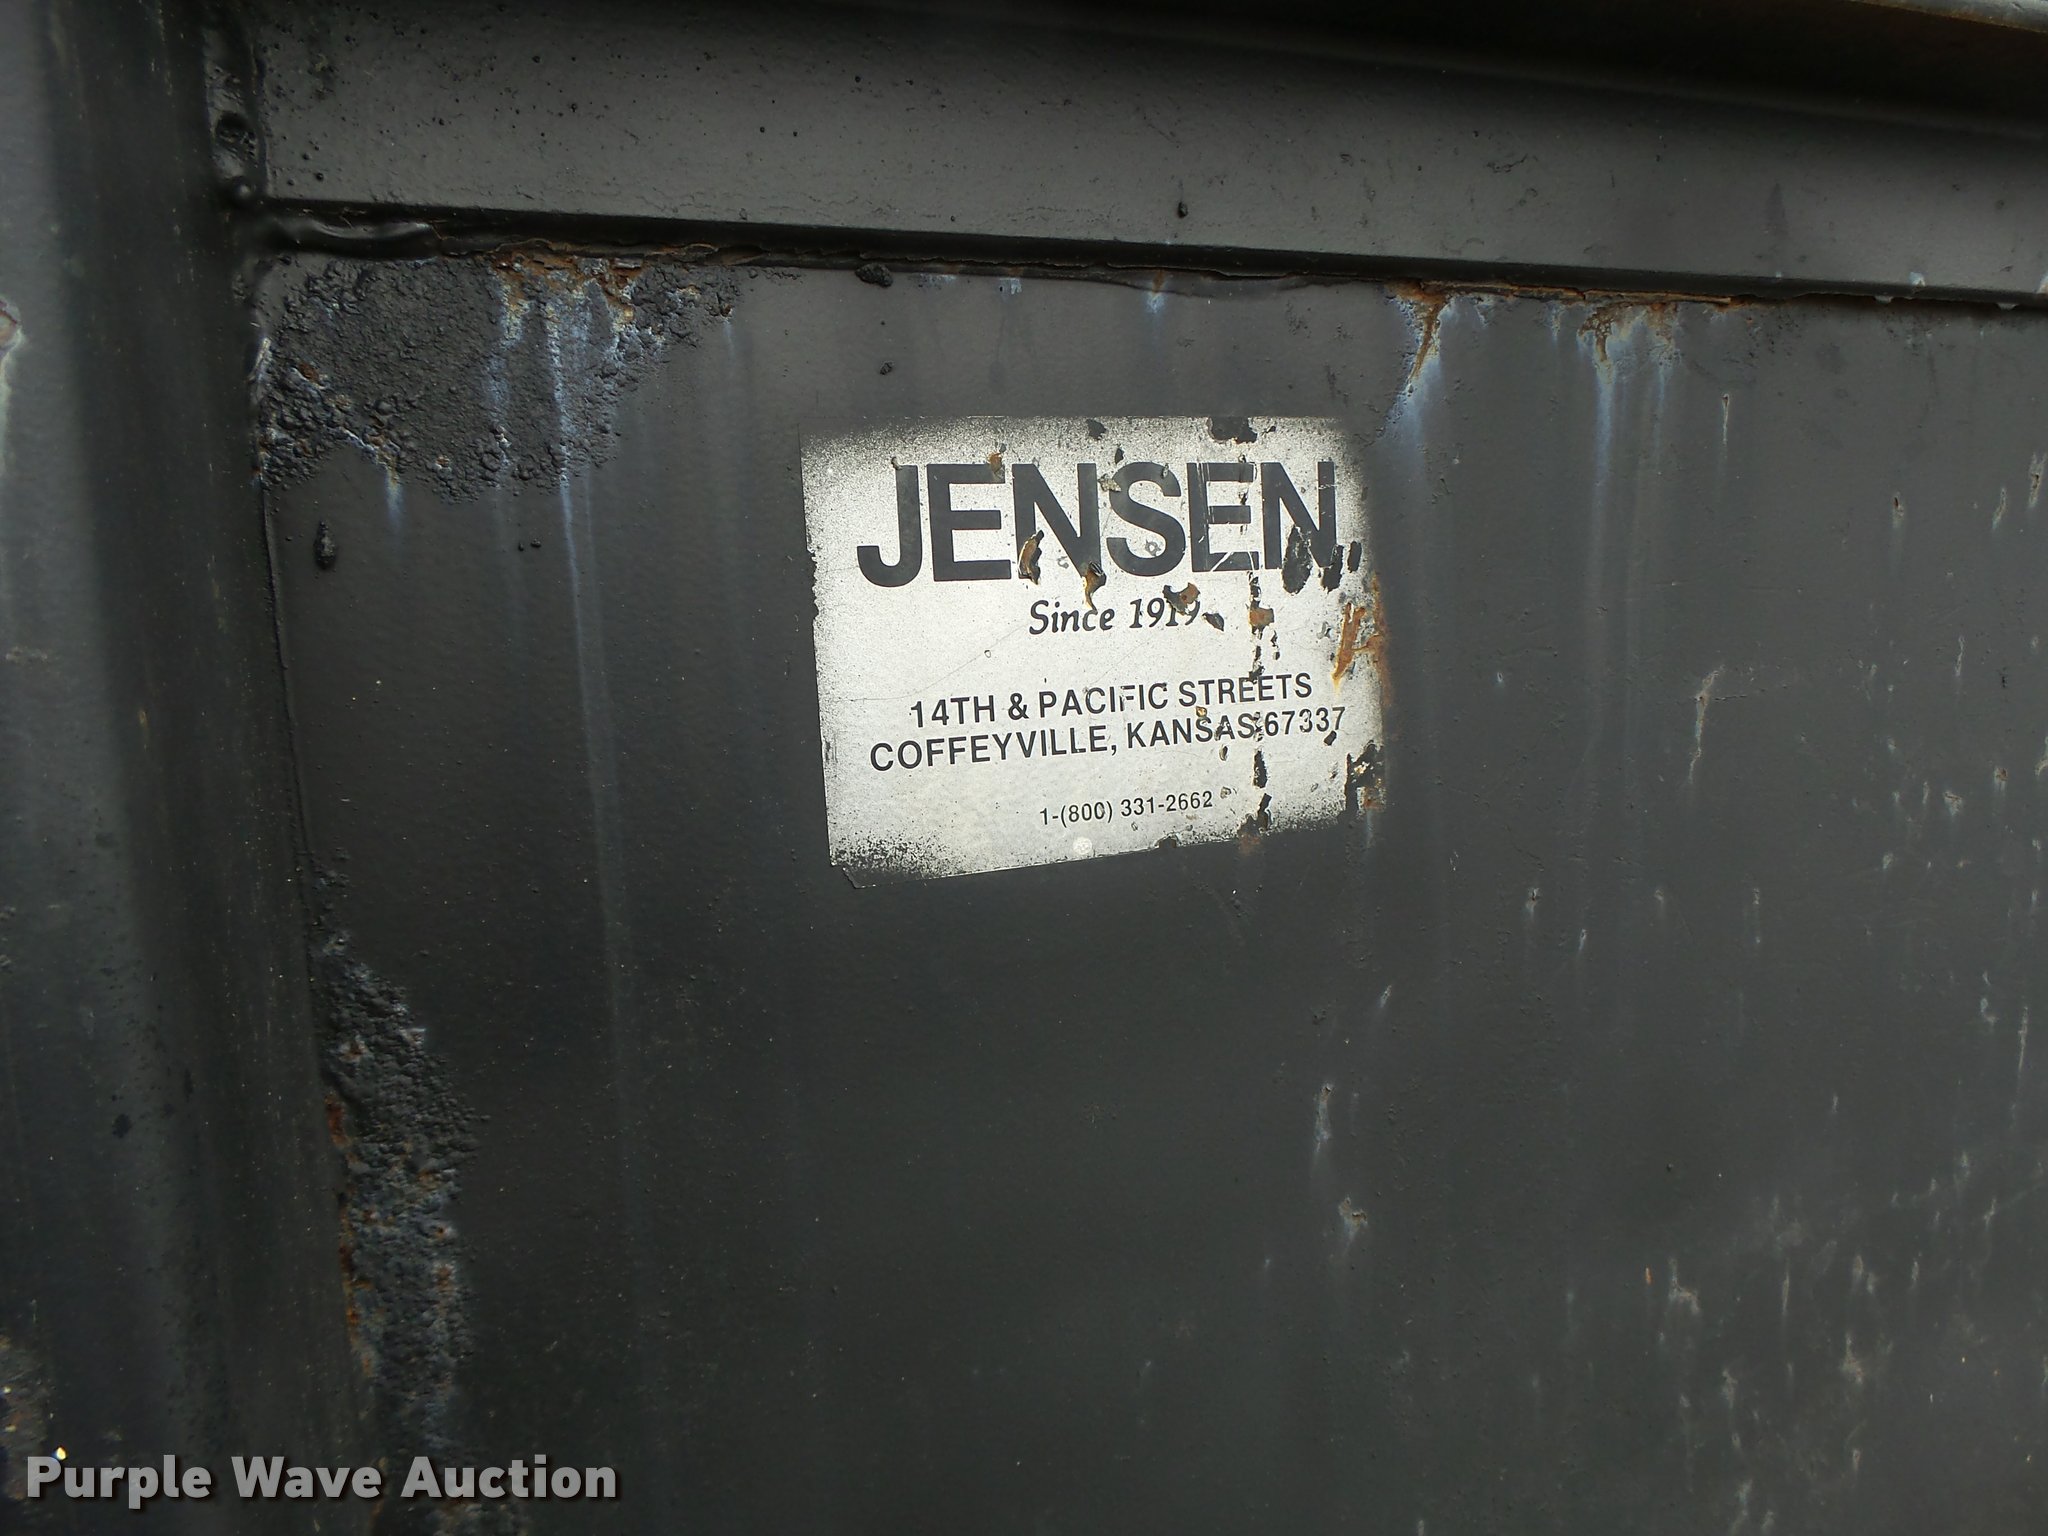 JENSEN
Since 1919
14TH & PACIFIC STREETS
COFFEYVILLE, KANSAS 67337
1-(800) 331-2662
Purple Wave Auction